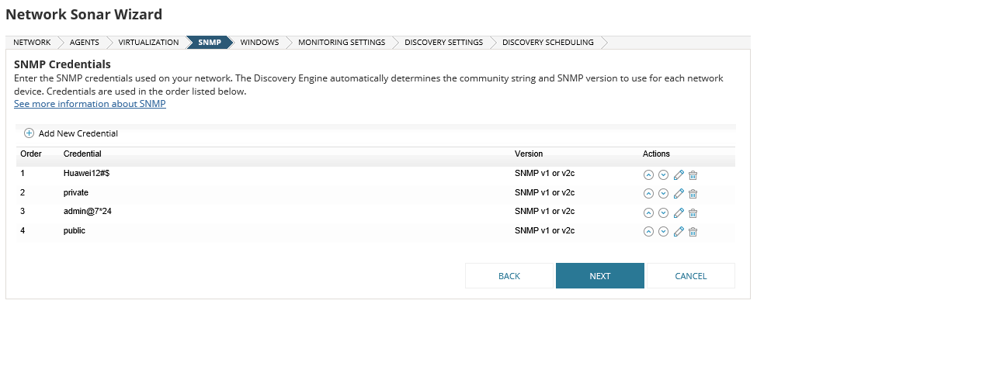 Network Sonar Wizard
NETWORK AGENTS VIRTUALIZATION SNMP WINDOWS MONITORING SETTINGS DISCOVERY SETTINGS DISCOVERY SCHEDULING
SNMP Credentials
Enter the SNMP credentials used on your network. The Discovery Engine automatically determines the community string and SNMP version to use for each network
device. Credentials are used in the order listed below.
See more information about SNMP
Add New Credential
Order Credential Version Actions
1 Huawei12#$ SNMP v1 or v2c
2 private SNMP v1 or v2c
3 admin@7*24 SNMP v1 or v2c
4 public SNMP v1 or v2c
BACK NEXT CANCEL